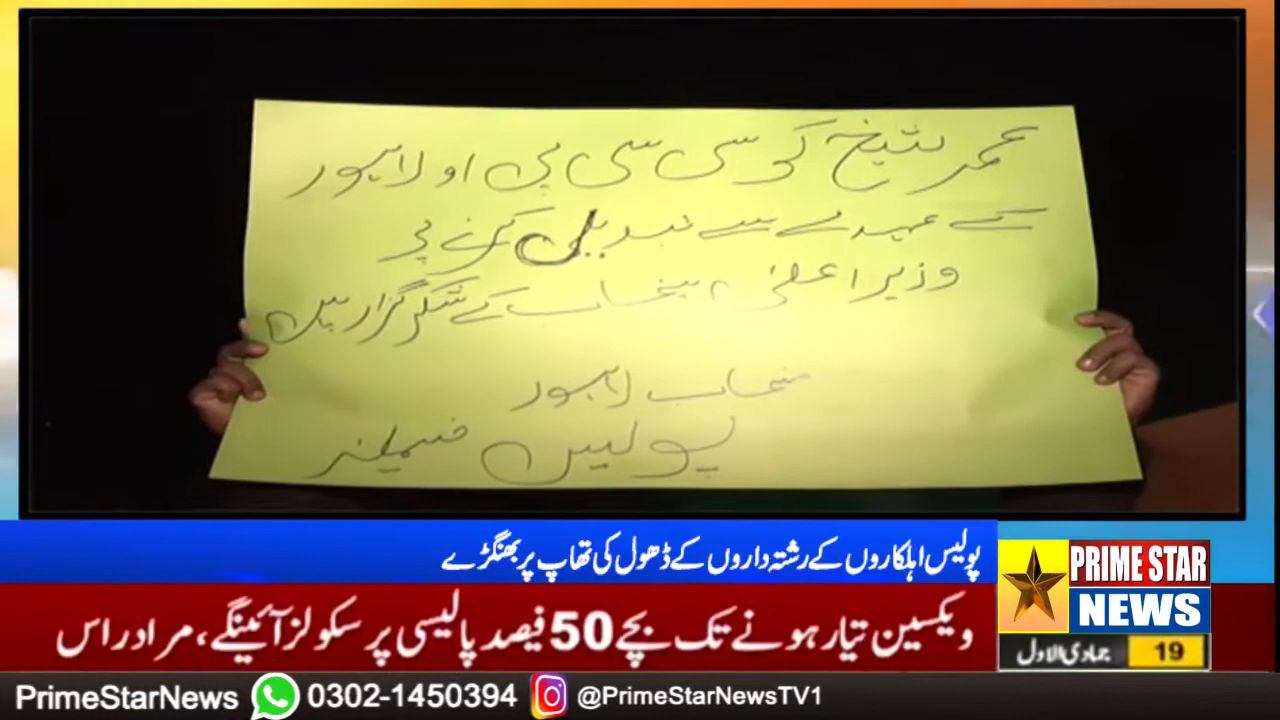 عمر شیخ کو سی سی پی او لاہور
کے عہدے سے تبدیلی کرنے پر
وزیر اعلیٰ پنجاب کے شکر گزار ہیں
منجاب لاہور
پولیس فیملیز
پولیس اہلکاروں کے رشتہ داروں کے ڈھول کی تھاپ پر بھنگڑے
PRIME STAR
NEWS
ویکسین تیار ہونے تک بچے 50 فیصد پالیسی پر سکولز آئینگے، مراد راس
جمادی الاول 19
PrimeStarNews 0302-1450394 @PrimeStarNewsTV1